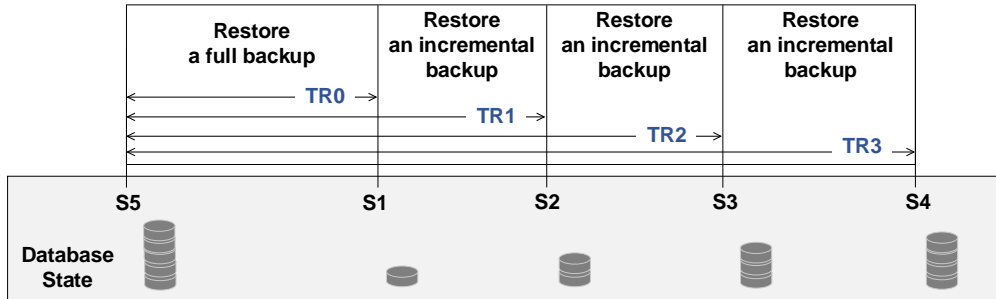 Restore
a full backup
Restore
an incremental
backup
Restore
an incremental
backup
Restore
an incremental
backup
TR0
TR1
TR2
TR3
S5 S1 S2 S3 S4
Database
State